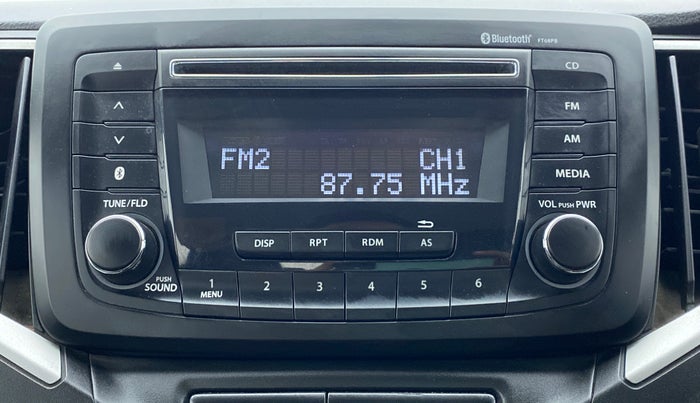 Bluetooth FT68PB
CD
FM
AM
MEDIA
FM2 CH1
87.75 MHz
TUNE/FLD
VOL PUSH PWR
DISP RPT RDM AS
PUSH
SOUND
1 2 3 4 5 6
MENU